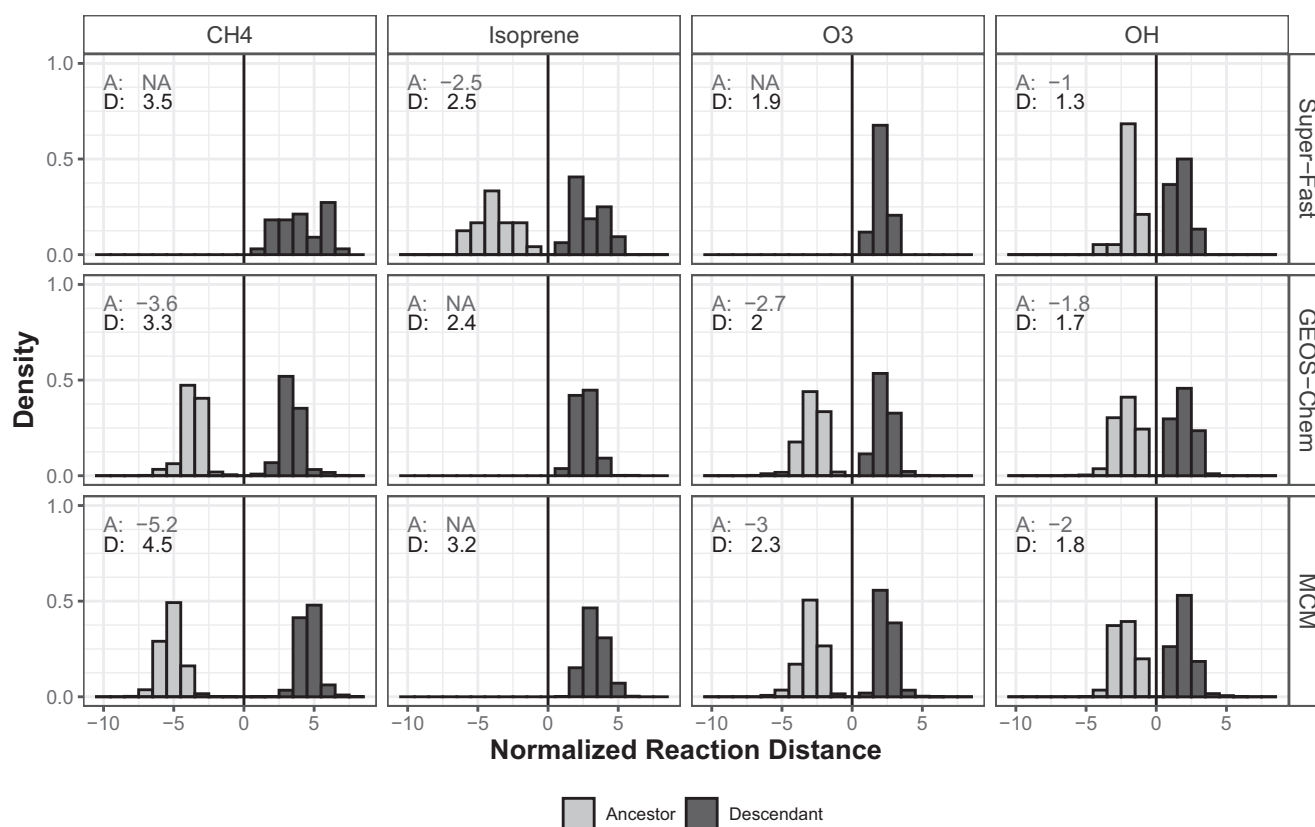 CH4 Isoprene O3 OH
1.0
A: NA
D: 3.5
A: −2.5
D: 2.5
A: NA
D: 1.9
A: −1
D: 1.3
0.5
0.0
Super−Fast
1.0
A: −3.6
D: 3.3
A: NA
D: 2.4
A: −2.7
D: 2
A: −1.8
D: 1.7
0.5
0.0
GEOS−Chem
Density
1.0
A: −5.2
D: 4.5
A: NA
D: 3.2
A: −3
D: 2.3
A: −2
D: 1.8
0.5
0.0
MCM
−10 −5 0 5 −10 −5 0 5 −10 −5 0 5 −10 −5 0 5
Normalized Reaction Distance
Ancestor Descendant